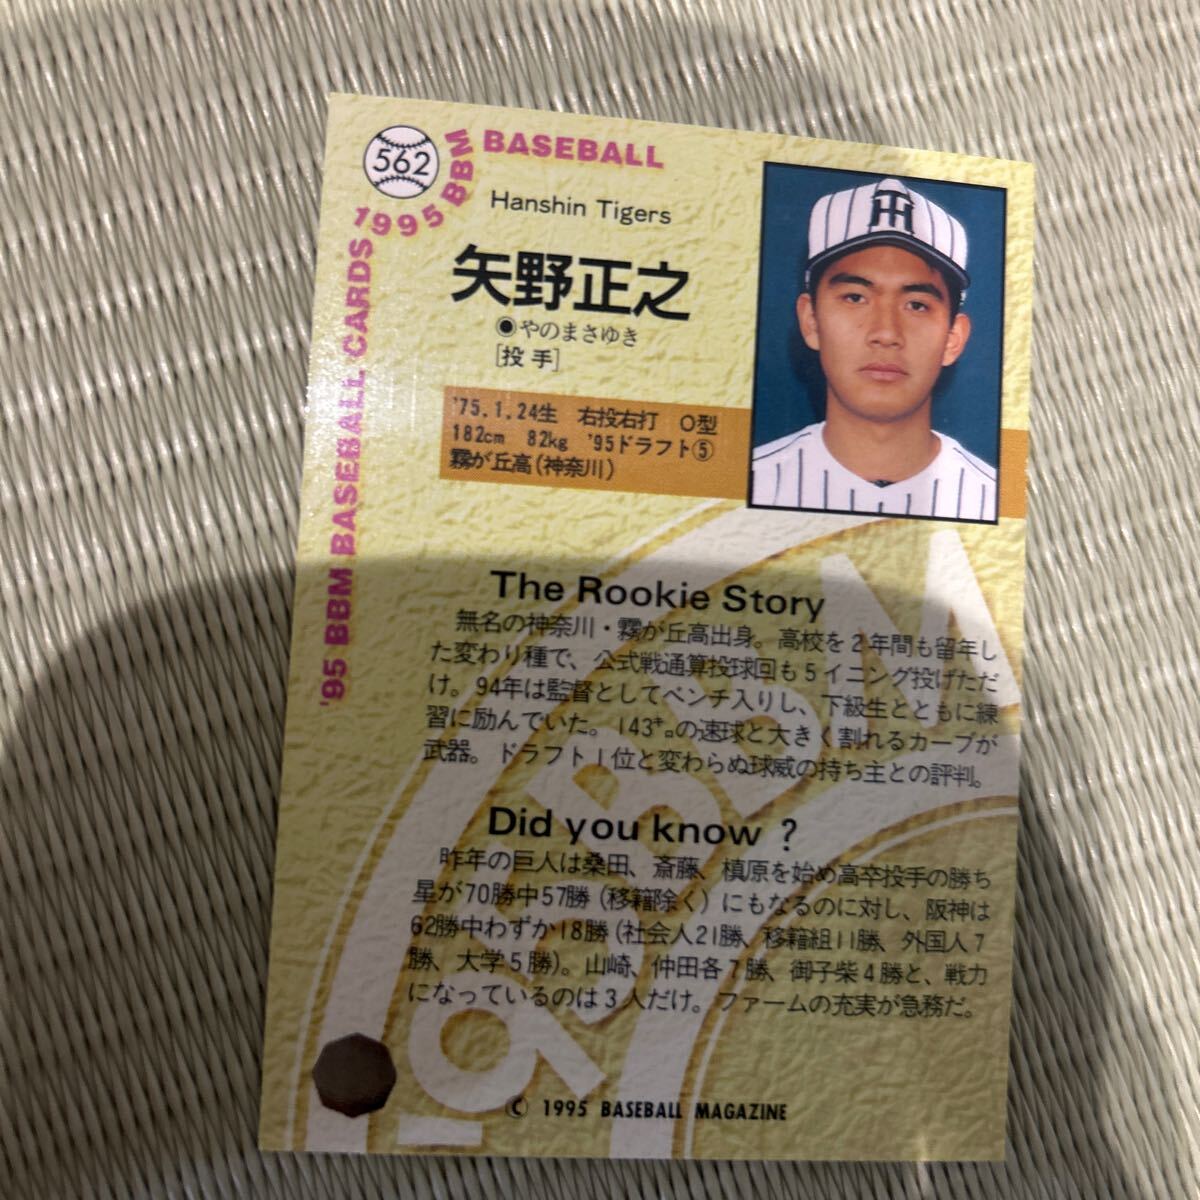 562
1995 BBM BASEBALL
'95 BBM BASEBALL CARDS
Hanshin Tigers
矢野正之
●やのまさゆき
[投手]
'75.1.24生 右投右打 O型
182cm 82kg '95ドラフト⑤
霧が丘高(神奈川)
TH
The Rookie Story
無名の神奈川・霧が丘高出身。高校を2年間も留年し
た変わり種で、公式戦通算投球回も5イニング投げただ
け。94年は監督としてベンチ入りし、下級生とともに練
習に励んでいた。143㌔の速球と大きく割れるカーブが
武器。ドラフト1位と変わらぬ球威の持ち主との評判。
Did you know ?
昨年の巨人は桑田、斎藤、槙原を始め高卒投手の勝ち
星が70勝中57勝(移籍除く)にもなるのに対し、阪神は
62勝中わずか18勝(社会人21勝、移籍組11勝、外国人7
勝、大学5勝)。山崎、仲田各7勝、御子柴4勝と、戦力
になっているのは3人だけ。ファームの充実が急務だ。
© 1995 BASEBALL MAGAZINE